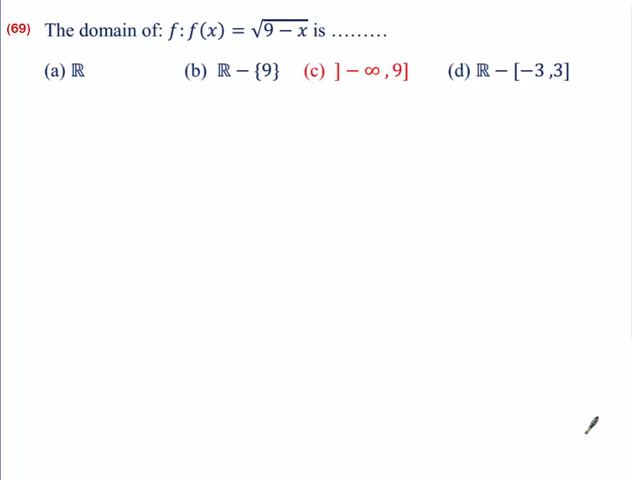 (69) The domain of: f : f(x) = √(9 − x) is ………
(a) ℝ (b) ℝ − {9} (c) ]−∞ , 9] (d) ℝ − [−3 ,3]